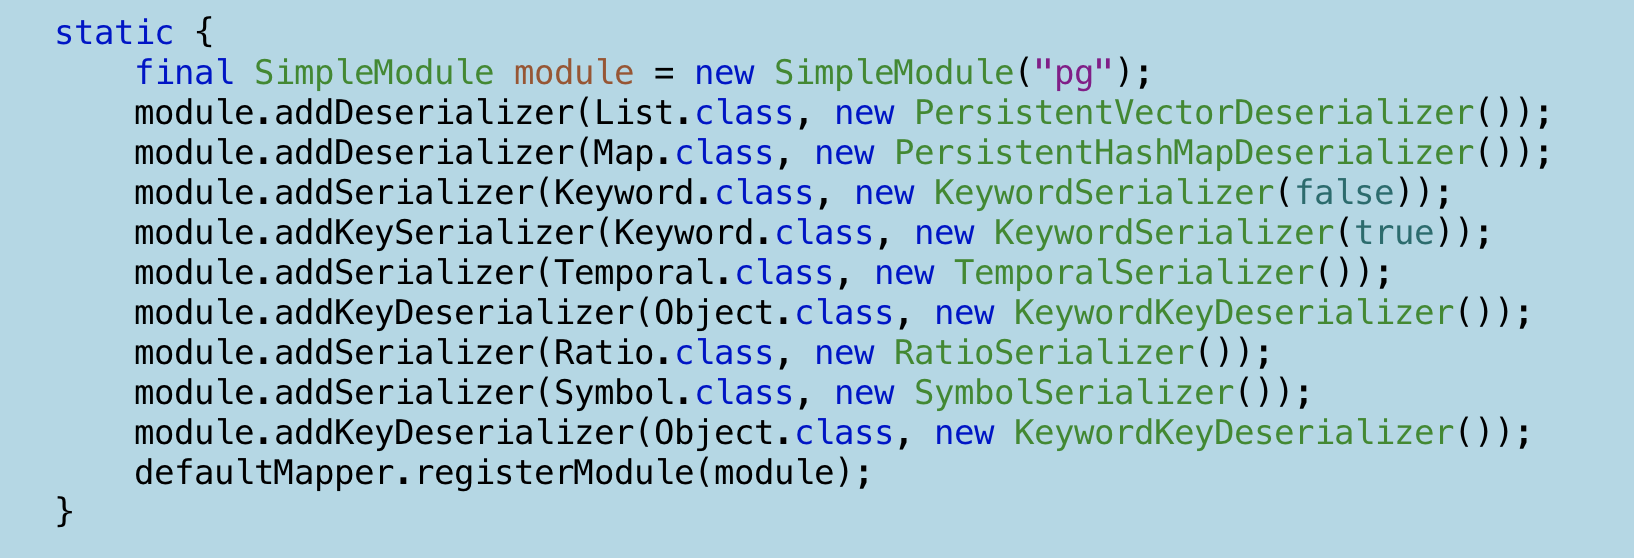 static {
    final SimpleModule module = new SimpleModule("pg");
    module.addDeserializer(List.class, new PersistentVectorDeserializer());
    module.addDeserializer(Map.class, new PersistentHashMapDeserializer());
    module.addSerializer(Keyword.class, new KeywordSerializer(false));
    module.addKeySerializer(Keyword.class, new KeywordSerializer(true));
    module.addSerializer(Temporal.class, new TemporalSerializer());
    module.addKeyDeserializer(Object.class, new KeywordKeyDeserializer());
    module.addSerializer(Ratio.class, new RatioSerializer());
    module.addSerializer(Symbol.class, new SymbolSerializer());
    module.addKeyDeserializer(Object.class, new KeywordKeyDeserializer());
    defaultMapper.registerModule(module);
}